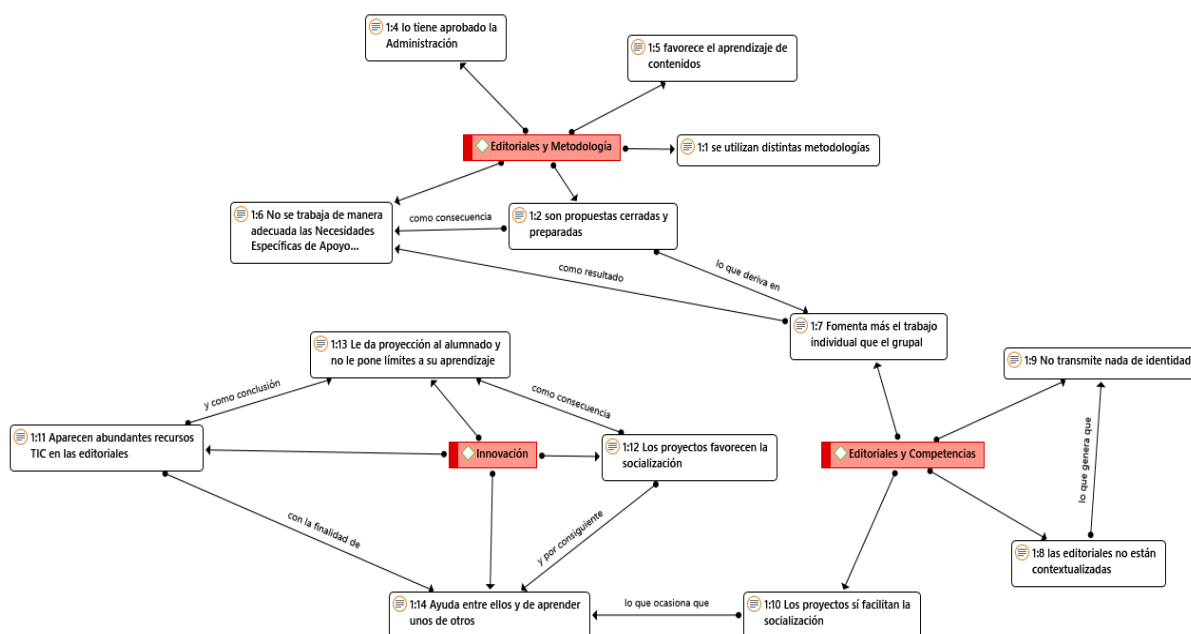 1:4 lo tiene aprobado la
Administración
1:5 favorece el aprendizaje de
contenidos
Editoriales y Metodología
1:1 se utilizan distintas metodologías
1:6 No se trabaja de manera
adecuada las Necesidades
Específicas de Apoyo...
como consecuencia
1:2 son propuestas cerradas y
preparadas
como resultado
lo que deriva en
1:7 Fomenta más el trabajo
individual que el grupal
1:13 Le da proyección al alumnado y
no le pone límites a su aprendizaje
1:9 No transmite nada de identidad
y como conclusión
como consecuencia
1:11 Aparecen abundantes recursos
TIC en las editoriales
Innovación
1:12 Los proyectos favorecen la
socialización
Editoriales y Competencias
lo que genera que
con la finalidad de
y por consiguiente
1:8 las editoriales no están
contextualizadas
1:14 Ayuda entre ellos y de aprender
unos de otros
lo que ocasiona que
1:10 Los proyectos sí facilitan la
socialización